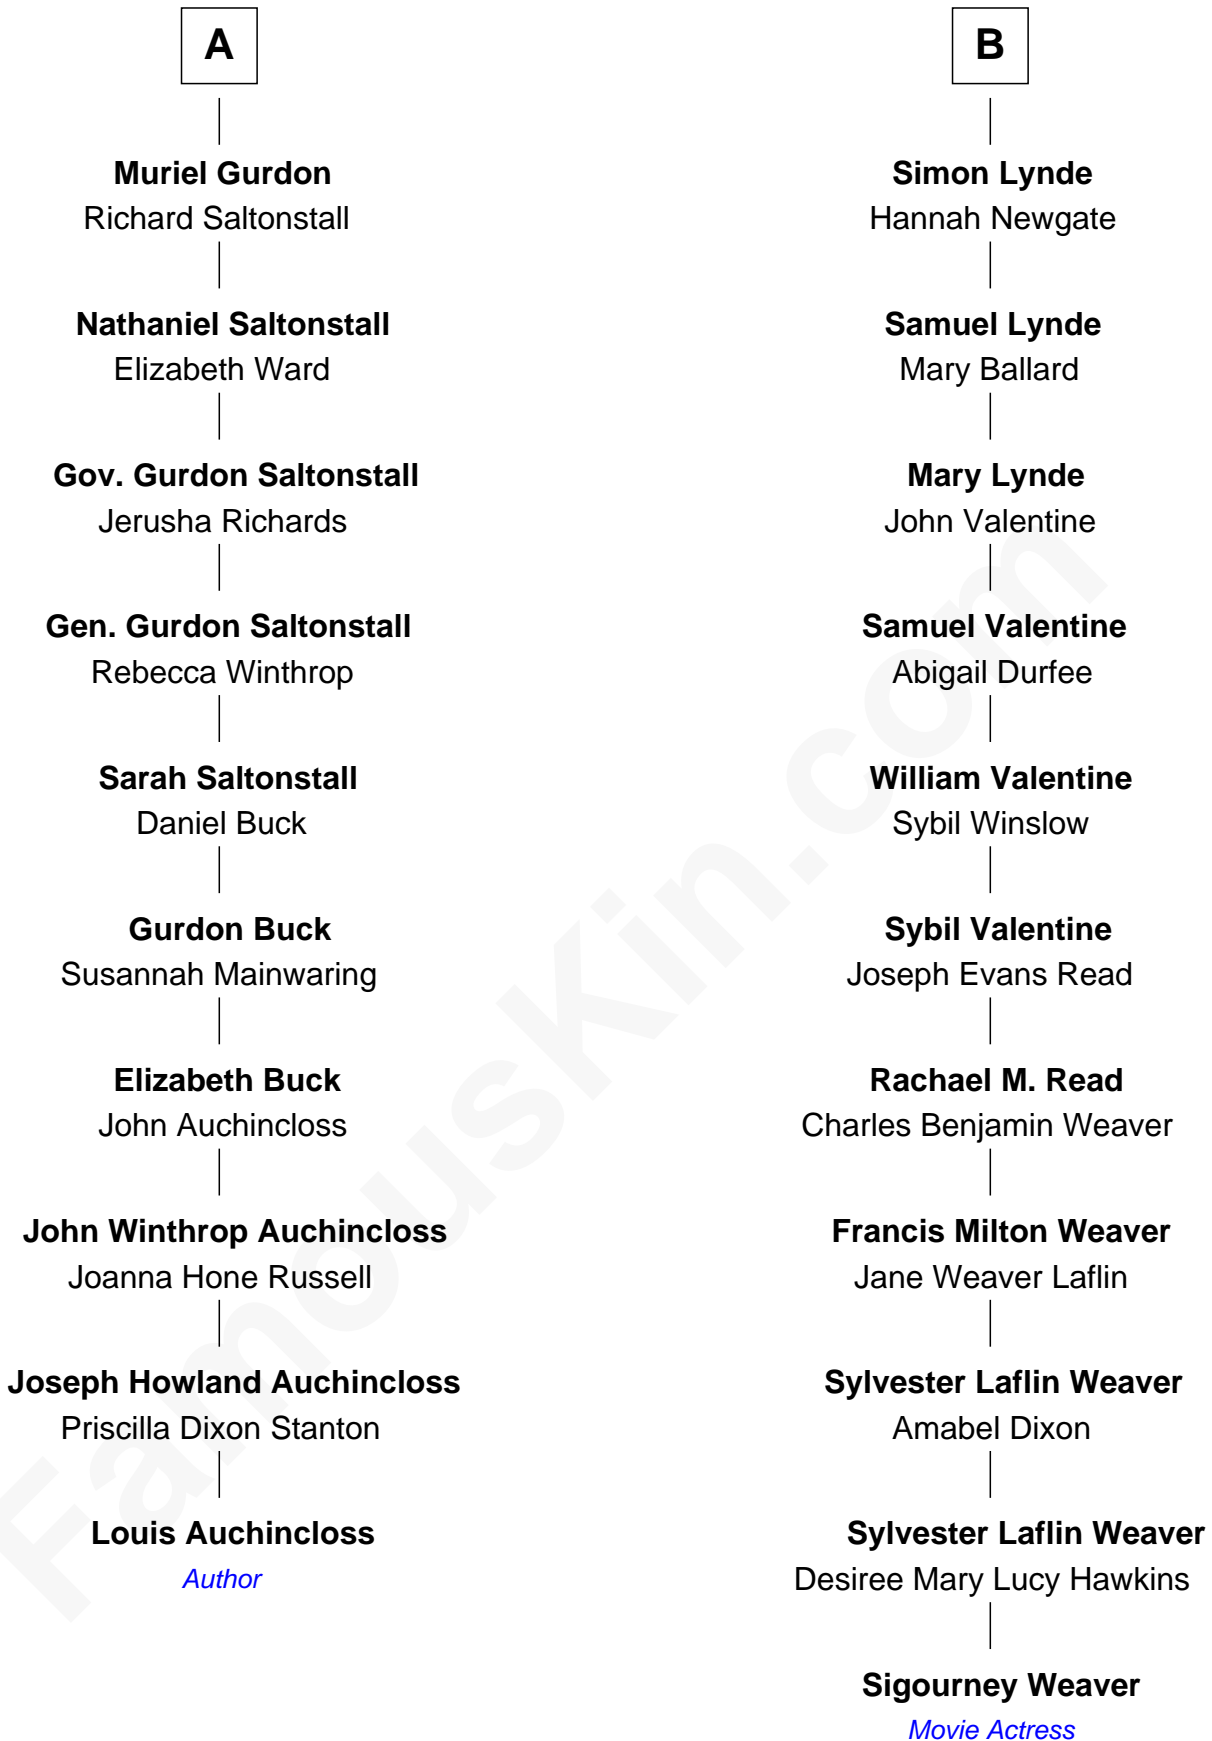 A
Muriel Gurdon
Richard Saltonstall
Nathaniel Saltonstall
Elizabeth Ward
Gov. Gurdon Saltonstall
Jerusha Richards
Gen. Gurdon Saltonstall
Rebecca Winthrop
Sarah Saltonstall
Daniel Buck
Gurdon Buck
Susannah Mainwaring
Elizabeth Buck
John Auchincloss
John Winthrop Auchincloss
Joanna Hone Russell
Joseph Howland Auchincloss
Priscilla Dixon Stanton
Louis Auchincloss
Author
B
Simon Lynde
Hannah Newgate
Samuel Lynde
Mary Ballard
Mary Lynde
John Valentine
Samuel Valentine
Abigail Durfee
William Valentine
Sybil Winslow
Sybil Valentine
Joseph Evans Read
Rachael M. Read
Charles Benjamin Weaver
Francis Milton Weaver
Jane Weaver Laflin
Sylvester Laflin Weaver
Amabel Dixon
Sylvester Laflin Weaver
Desiree Mary Lucy Hawkins
Sigourney Weaver
Movie Actress
FamousKin.com